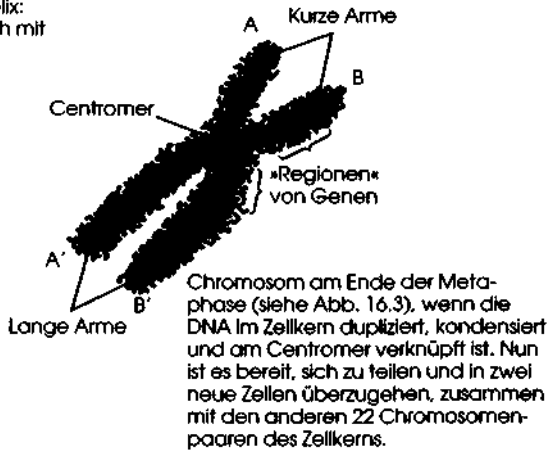 lix:
h mit
Kurze Arme
A
B
Centromer
»Regionen«
von Genen
A'
B'
Lange Arme
Chromosom am Ende der Meta-
phase (siehe Abb. 16.3), wenn die
DNA im Zellkern dupliziert, kondensiert
und am Centromer verknüpft ist. Nun
ist es bereit, sich zu teilen und in zwei
neue Zellen überzugehen, zusammen
mit den anderen 22 Chromosomen-
paaren des Zellkerns.